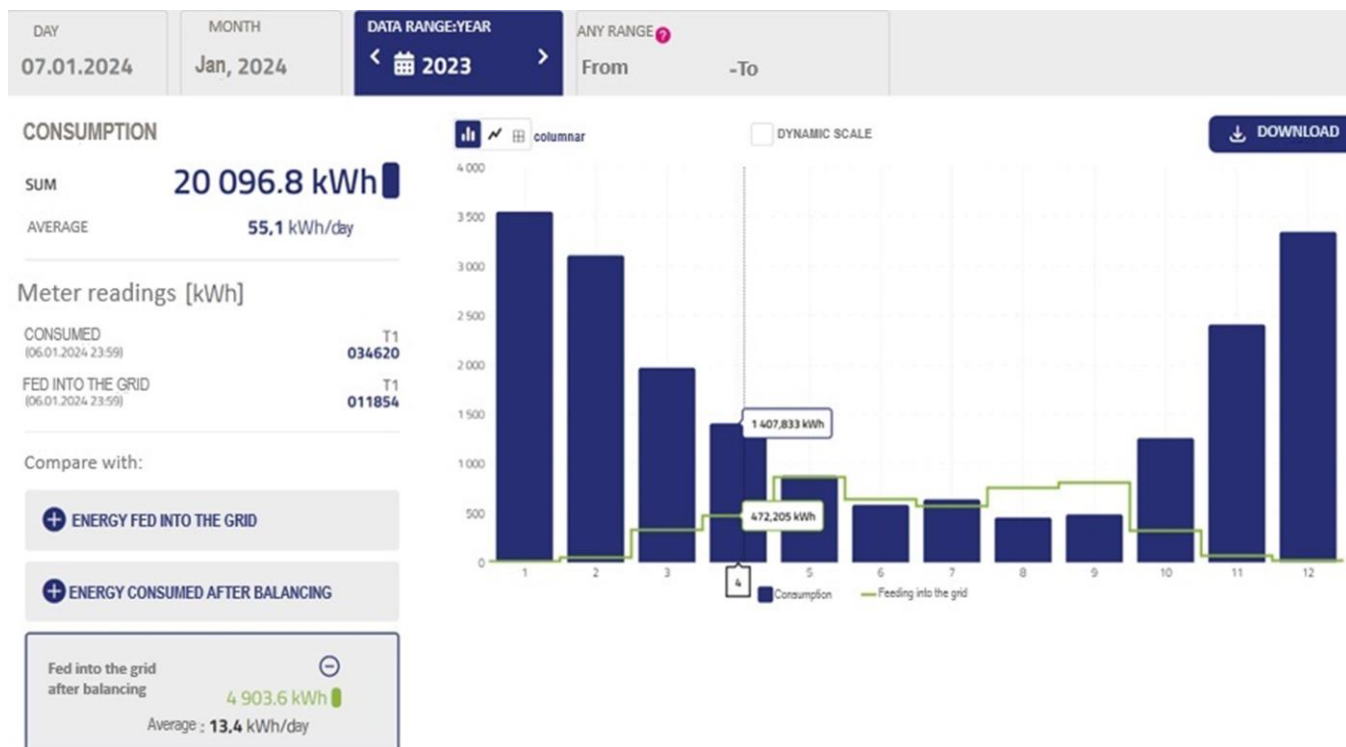 DAY
07.01.2024
MONTH
Jan, 2024
DATA RANGE:YEAR
2023
ANY RANGE ?
From -To
CONSUMPTION
SUM 20 096.8 kWh
AVERAGE 55,1 kWh/day
Meter readings [kWh]
CONSUMED T1
(06.01.2024 23:59) 034620
FED INTO THE GRID T1
(06.01.2024 23:59) 011854
Compare with:
ENERGY FED INTO THE GRID
ENERGY CONSUMED AFTER BALANCING
Fed into the grid
after balancing
4 903.6 kWh
Average : 13,4 kWh/day
columnar
DYNAMIC SCALE
DOWNLOAD
4 000
3 500
3 000
2 500
2 000
1 500
1 000
500
0
1 407,833 kWh
472,205 kWh
1 2 3 4 5 6 7 8 9 10 11 12
Consumption Feeding into the grid